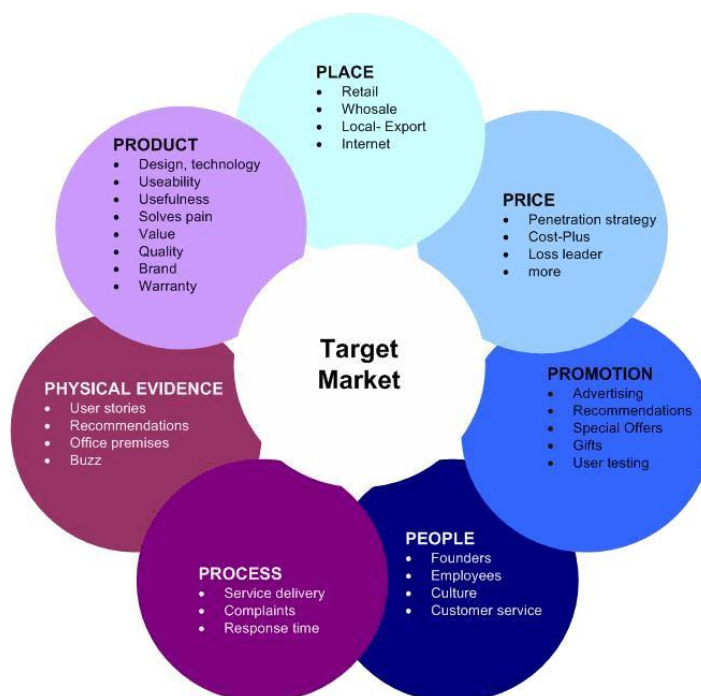 PLACE
• Retail
• Whosale
• Local- Export
• Internet
PRICE
• Penetration strategy
• Cost-Plus
• Loss leader
• more
PROMOTION
• Advertising
• Recommendations
• Special Offers
• Gifts
• User testing
PEOPLE
• Founders
• Employees
• Culture
• Customer service
PROCESS
• Service delivery
• Complaints
• Response time
PHYSICAL EVIDENCE
• User stories
• Recommendations
• Office premises
• Buzz
PRODUCT
• Design, technology
• Useability
• Usefulness
• Solves pain
• Value
• Quality
• Brand
• Warranty
Target
Market